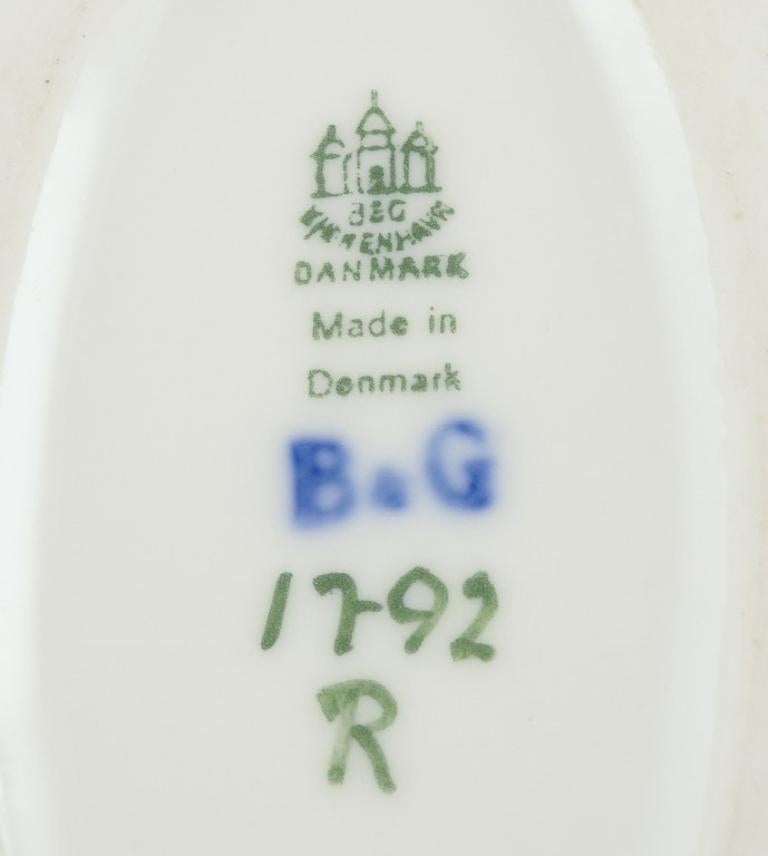 B&G
KJØBENHAVN
DANMARK
Made in
Denmark
B&G
1792
R